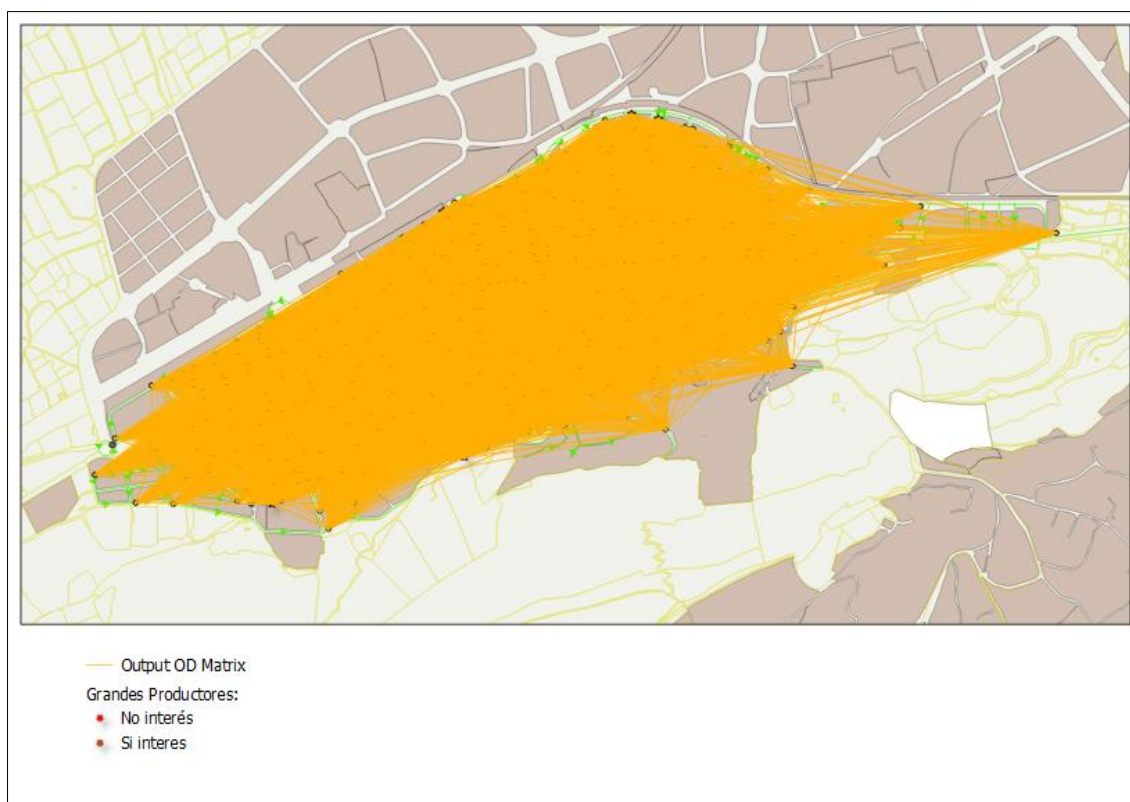 Output OD Matrix
Grandes Productores:
No interés
Si interes